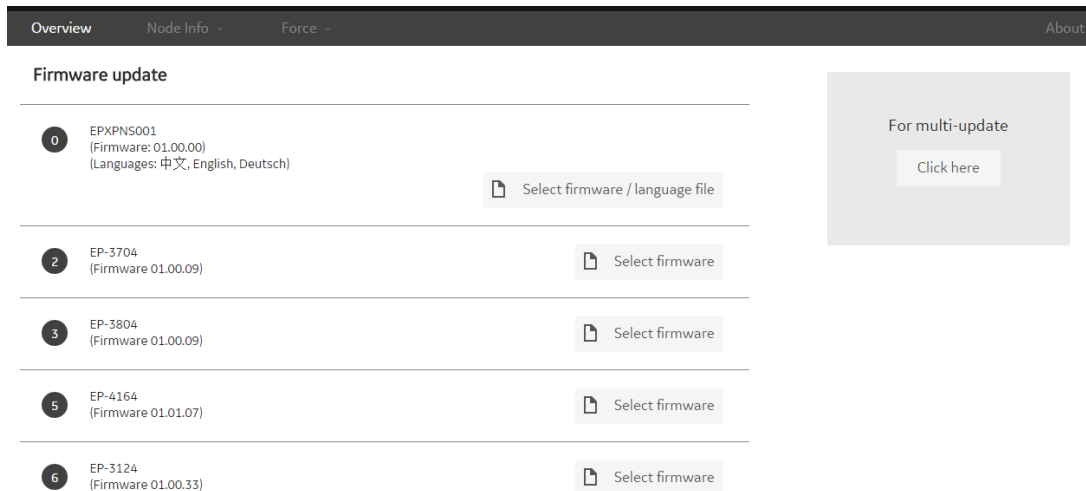 Overview Node Info Force About
Firmware update
0
EPXPNS001
(Firmware: 01.00.00)
(Languages: 中文, English, Deutsch)
Select firmware / language file
For multi-update
Click here
2
EP-3704
(Firmware 01.00.09)
Select firmware
3
EP-3804
(Firmware 01.00.09)
Select firmware
5
EP-4164
(Firmware 01.01.07)
Select firmware
6
EP-3124
(Firmware 01.00.33)
Select firmware